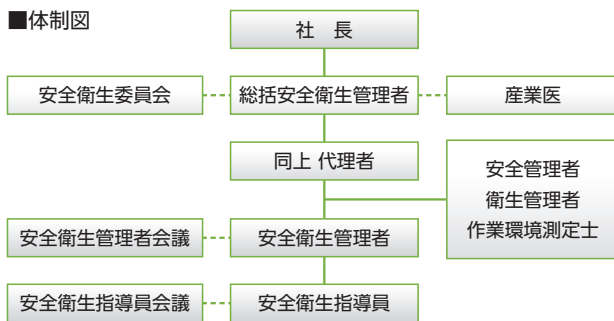 ■体制図
社　長
安全衛生委員会
総括安全衛生管理者
産業医
同上 代理者
安全管理者
衛生管理者
作業環境測定士
安全衛生管理者会議
安全衛生管理者
安全衛生指導員会議
安全衛生指導員